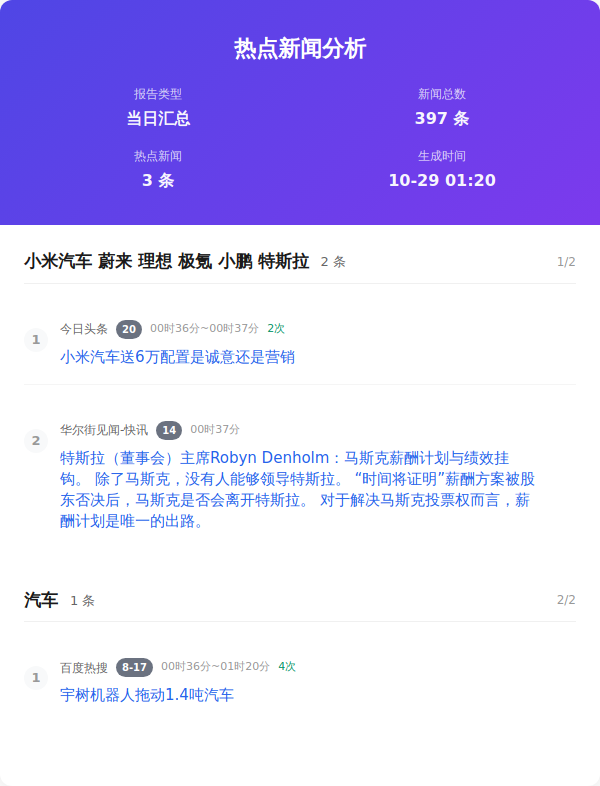 热点新闻分析
报告类型
新闻总数
当日汇总
397 条
热点新闻
生成时间
3 条
10-29 01:20
小米汽车 蔚来 理想 极氪 小鹏 特斯拉 2 条 1/2
1
今日头条 20 00时36分~00时37分 2次
小米汽车送6万配置是诚意还是营销
2
华尔街见闻-快讯 14 00时37分
特斯拉（董事会）主席Robyn Denholm：马斯克薪酬计划与绩效挂
钩。 除了马斯克，没有人能够领导特斯拉。 “时间将证明”薪酬方案被股
东否决后，马斯克是否会离开特斯拉。 对于解决马斯克投票权而言，薪
酬计划是唯一的出路。
汽车 1 条 2/2
1
百度热搜 8-17 00时36分~01时20分 4次
宇树机器人拖动1.4吨汽车